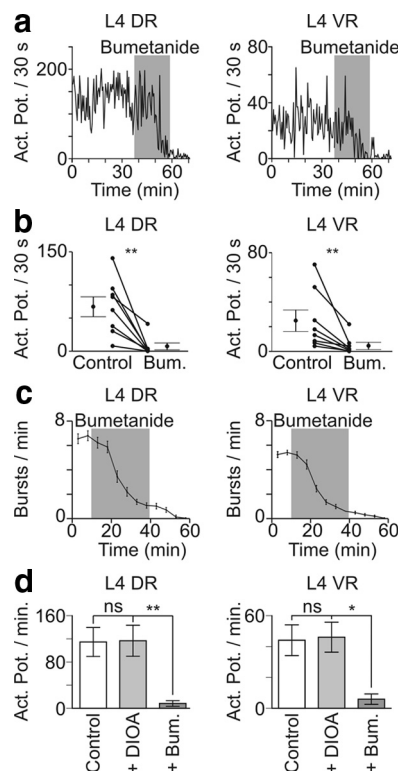 a
L4 DR
L4 VR
Bumetanide
Bumetanide
Act. Pot. / 30 s
200
0
0 30 60
Time (min)
Act. Pot. / 30 s
80
40
0
0 30 60
Time (min)
b
L4 DR
L4 VR
Act. Pot. / 30 s
150
0
**
Control Bum.
Act. Pot. / 30 s
80
0
**
Control Bum.
c
L4 DR
L4 VR
Bumetanide
Bumetanide
Bursts / min
8
4
0
0 20 40 60
Time (min)
Bursts / min
8
4
0
0 20 40 60
Time (min)
d
L4 DR
L4 VR
Act. Pot. / min.
160
80
0
ns **
Control
+ DIOA
+ Bum.
Act. Pot. / min.
60
0
ns *
Control
+ DIOA
+ Bum.